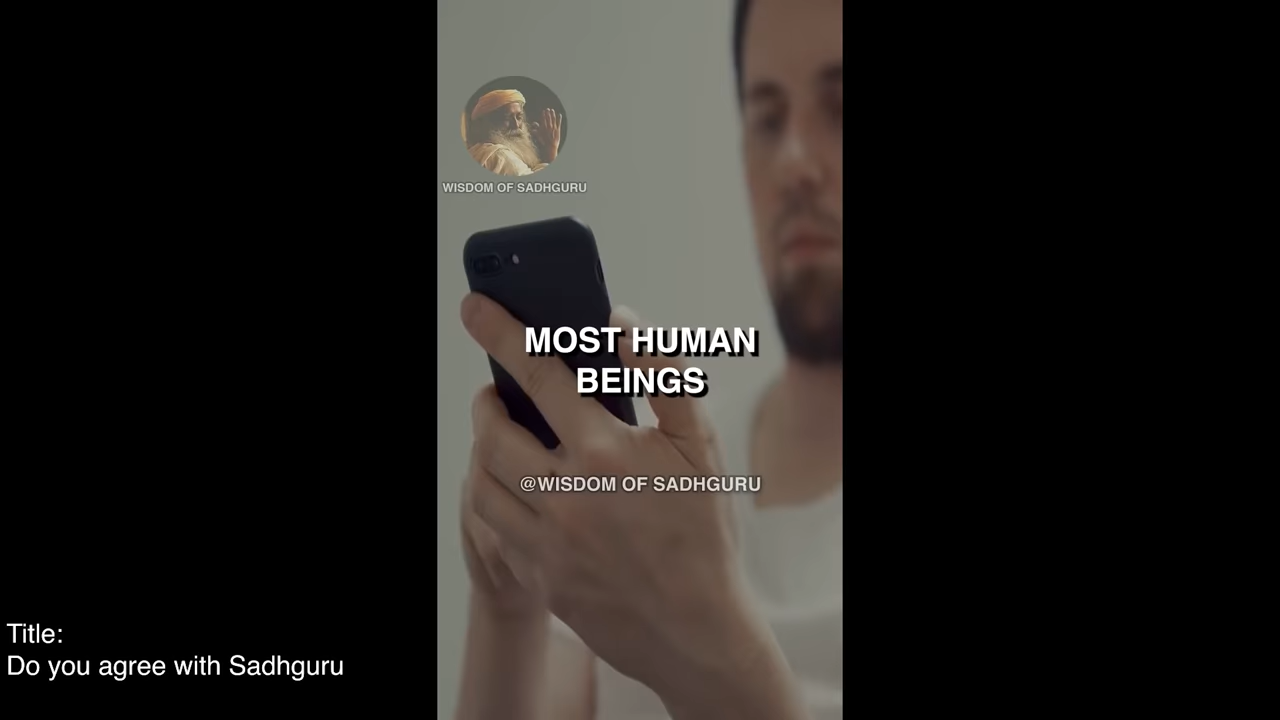 WISDOM OF SADHGURU
MOST HUMAN
BEINGS
@WISDOM OF SADHGURU
Title:
Do you agree with Sadhguru